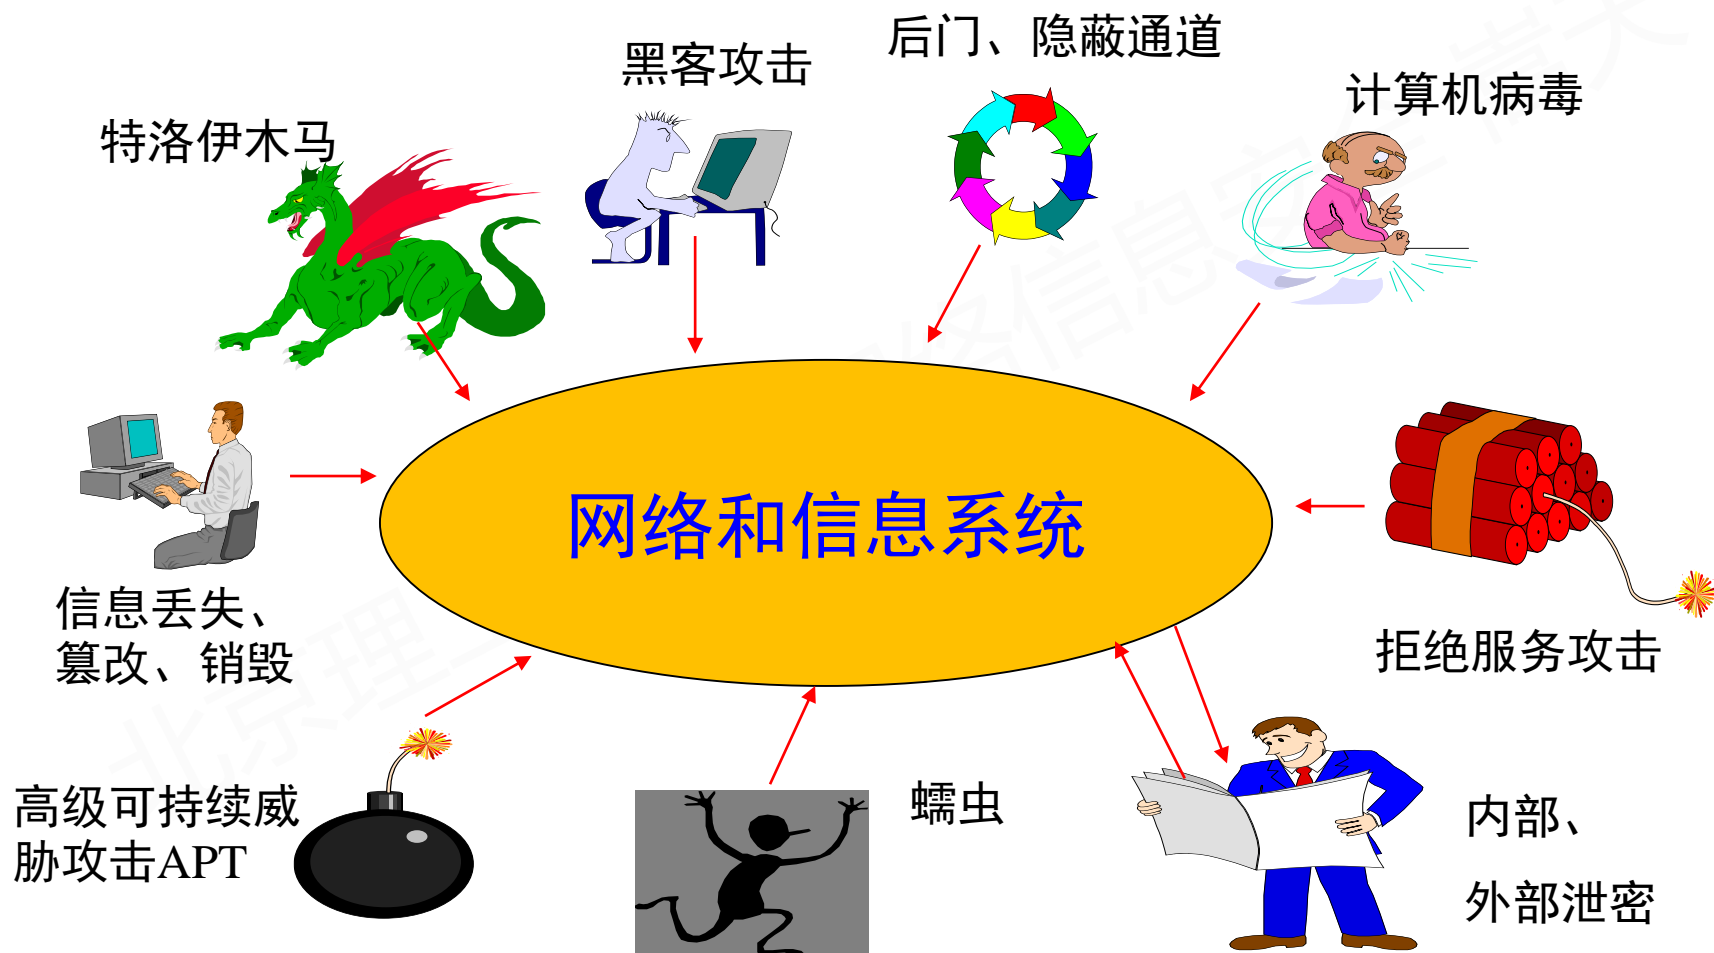 后门、隐蔽通道
黑客攻击
计算机病毒
特洛伊木马
网络和信息系统
信息丢失、
篡改、销毁
拒绝服务攻击
高级可持续威
胁攻击APT
蠕虫
内部、
外部泄密